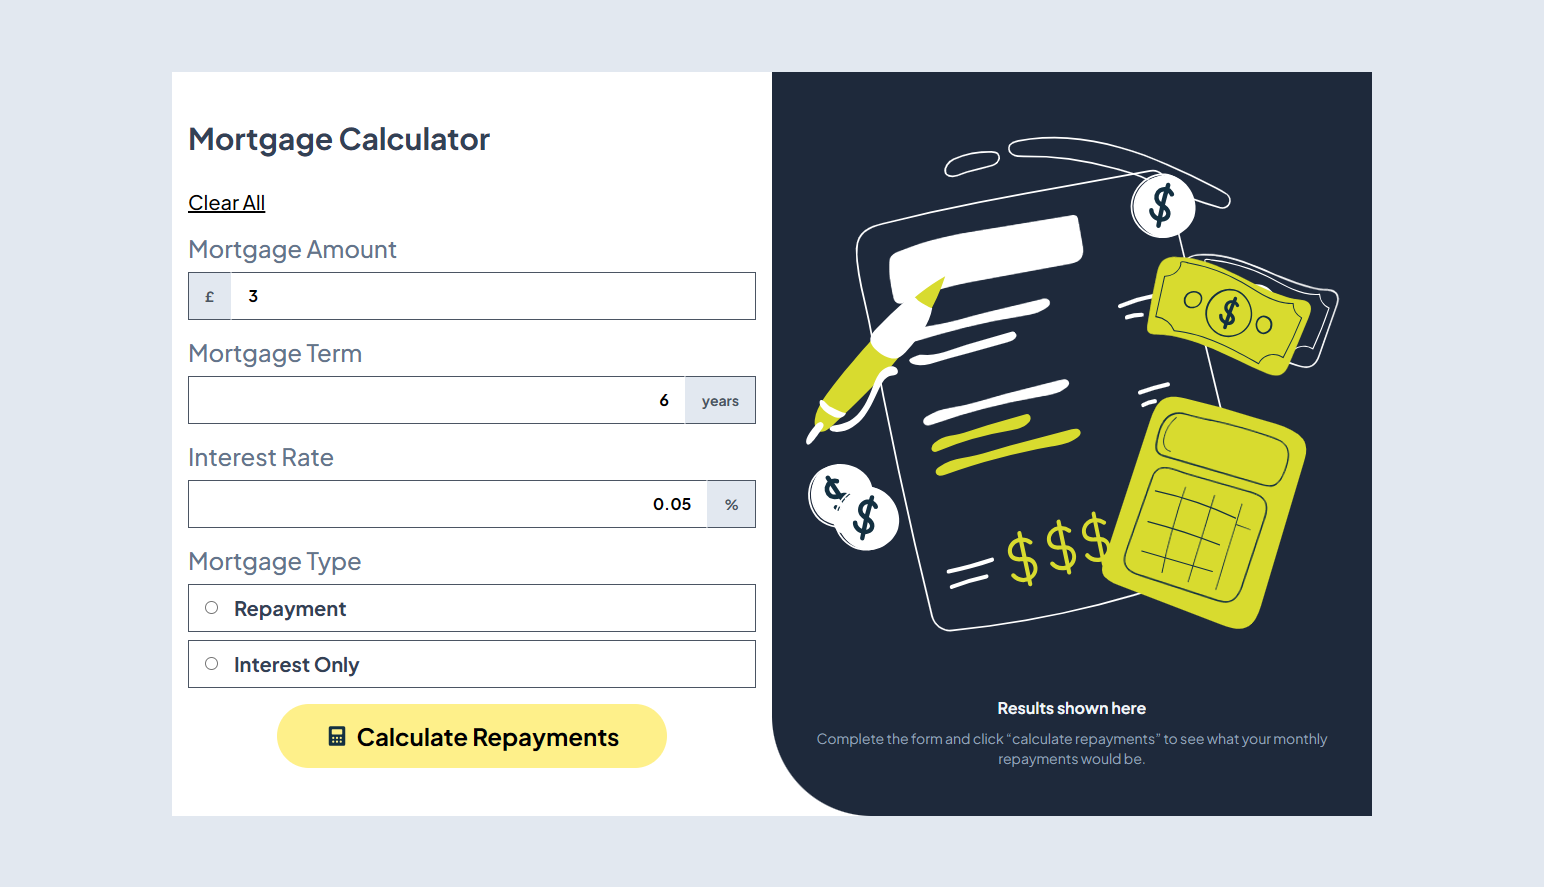 Mortgage Calculator
Clear All
Mortgage Amount
£ 3
Mortgage Term
6 years
Interest Rate
0.05 %
Mortgage Type
Repayment
Interest Only
Calculate Repayments
$
$
$
$
$ $ $
Results shown here
Complete the form and click “calculate repayments” to see what your monthly
repayments would be.